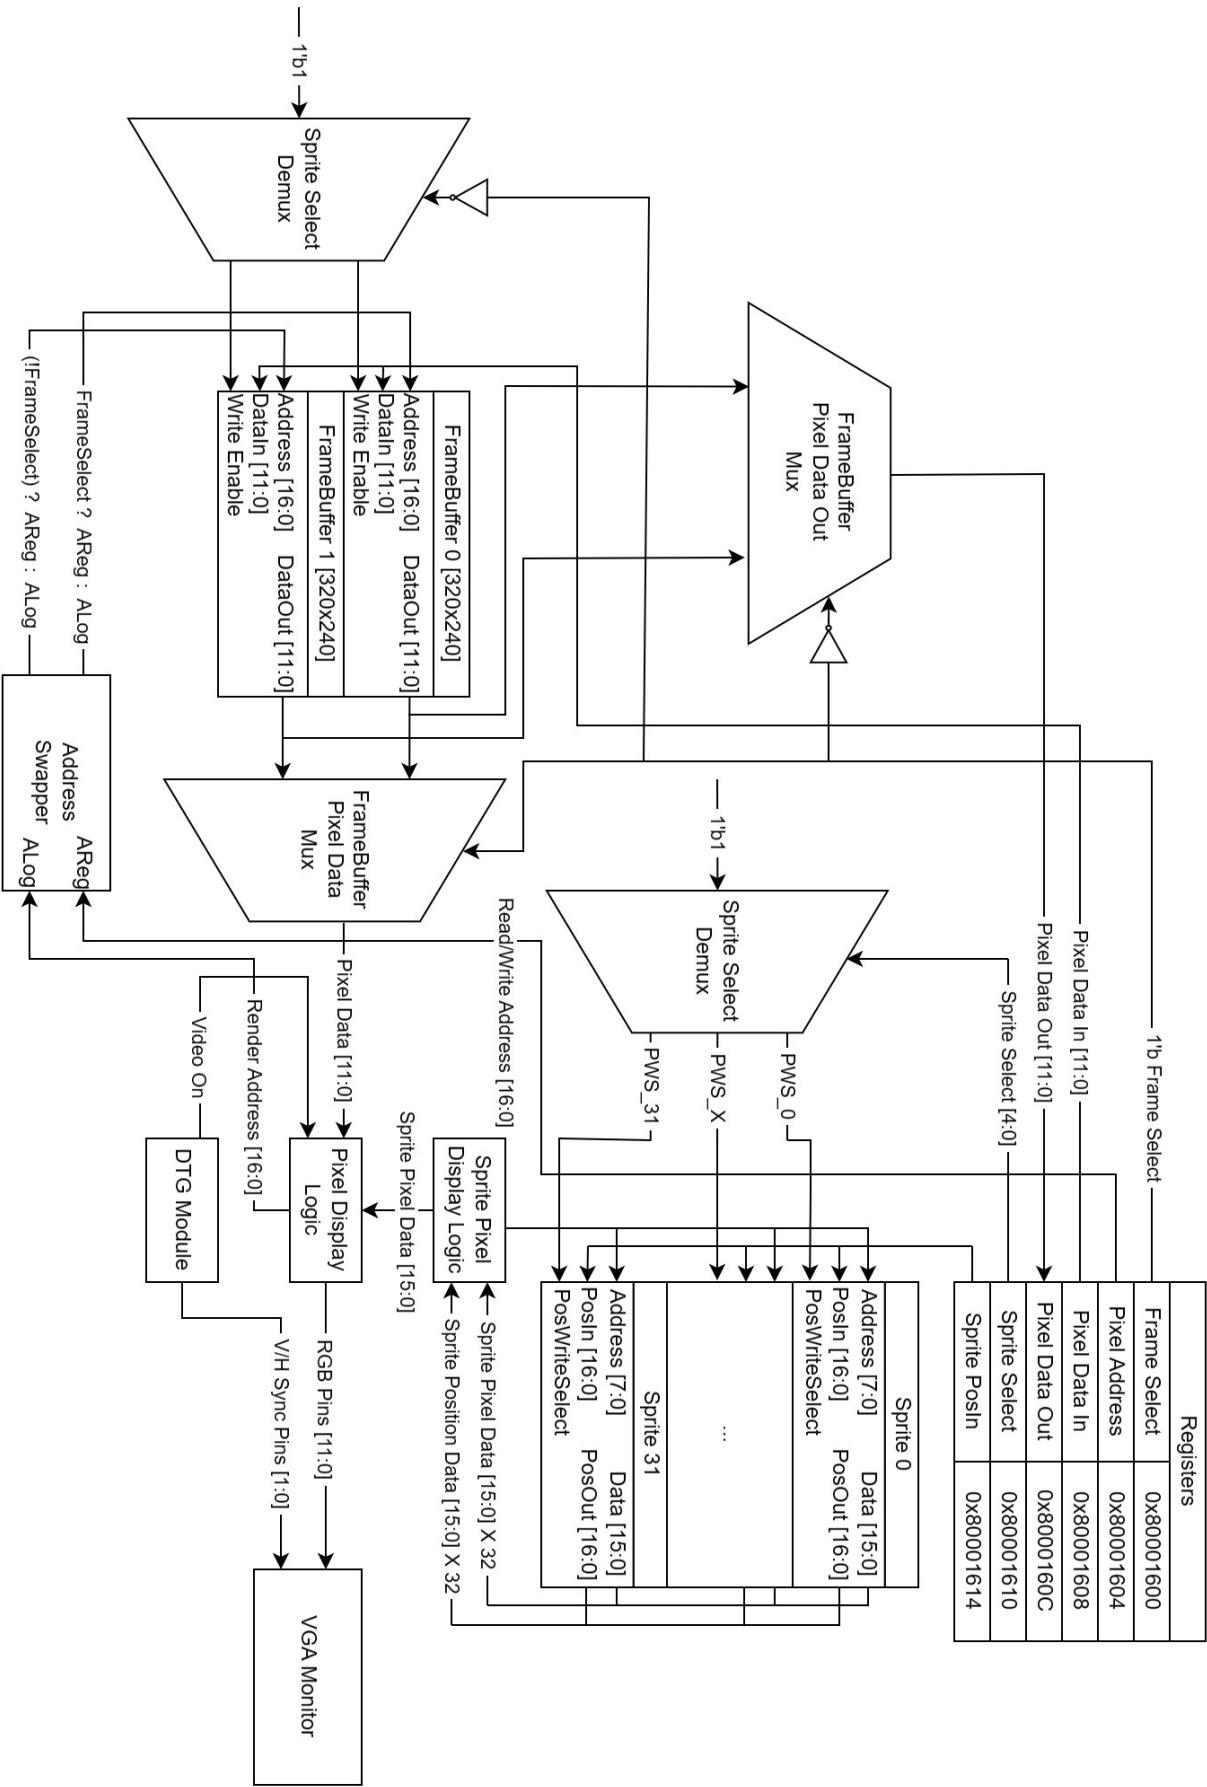 Registers
Frame Select 0x80001600
Pixel Address 0x80001604
Pixel Data In 0x80001608
Pixel Data Out 0x8000160C
Sprite Select 0x80001610
Sprite PosIn 0x80001614
1'b Frame Select
Pixel Data In [11:0]
Pixel Data Out [11:0]
Sprite Select [4:0]
FrameBuffer
Pixel Data Out
Mux
1'b1
Sprite Select
Demux
PWS_0
PWS_X
PWS_31
Sprite 0
Address [7:0] Data [15:0]
PosIn [16:0] PosOut [16:0]
PosWriteSelect
...
Sprite 31
Address [7:0] Data [15:0]
PosIn [16:0] PosOut [16:0]
PosWriteSelect
Read/Write Address [16:0]
Sprite Pixel
Display Logic
Sprite Pixel Data [15:0] X 32
Sprite Position Data [15:0] X 32
Sprite Pixel Data [15:0]
1'b1
Sprite Select
Demux
FrameBuffer 0 [320x240]
Address [16:0] DataOut [11:0]
DataIn [11:0]
Write Enable
FrameBuffer 1 [320x240]
Address [16:0] DataOut [11:0]
DataIn [11:0]
Write Enable
FrameBuffer
Pixel Data
Mux
Pixel Data [11:0]
Pixel Display
Logic
RGB Pins [11:0]
Render Address [16:0]
Video On
DTG Module
V/H Sync Pins [1:0]
VGA Monitor
FrameSelect ? AReg : ALog
(!FrameSelect) ? AReg : ALog
Address
Swapper
AReg
ALog